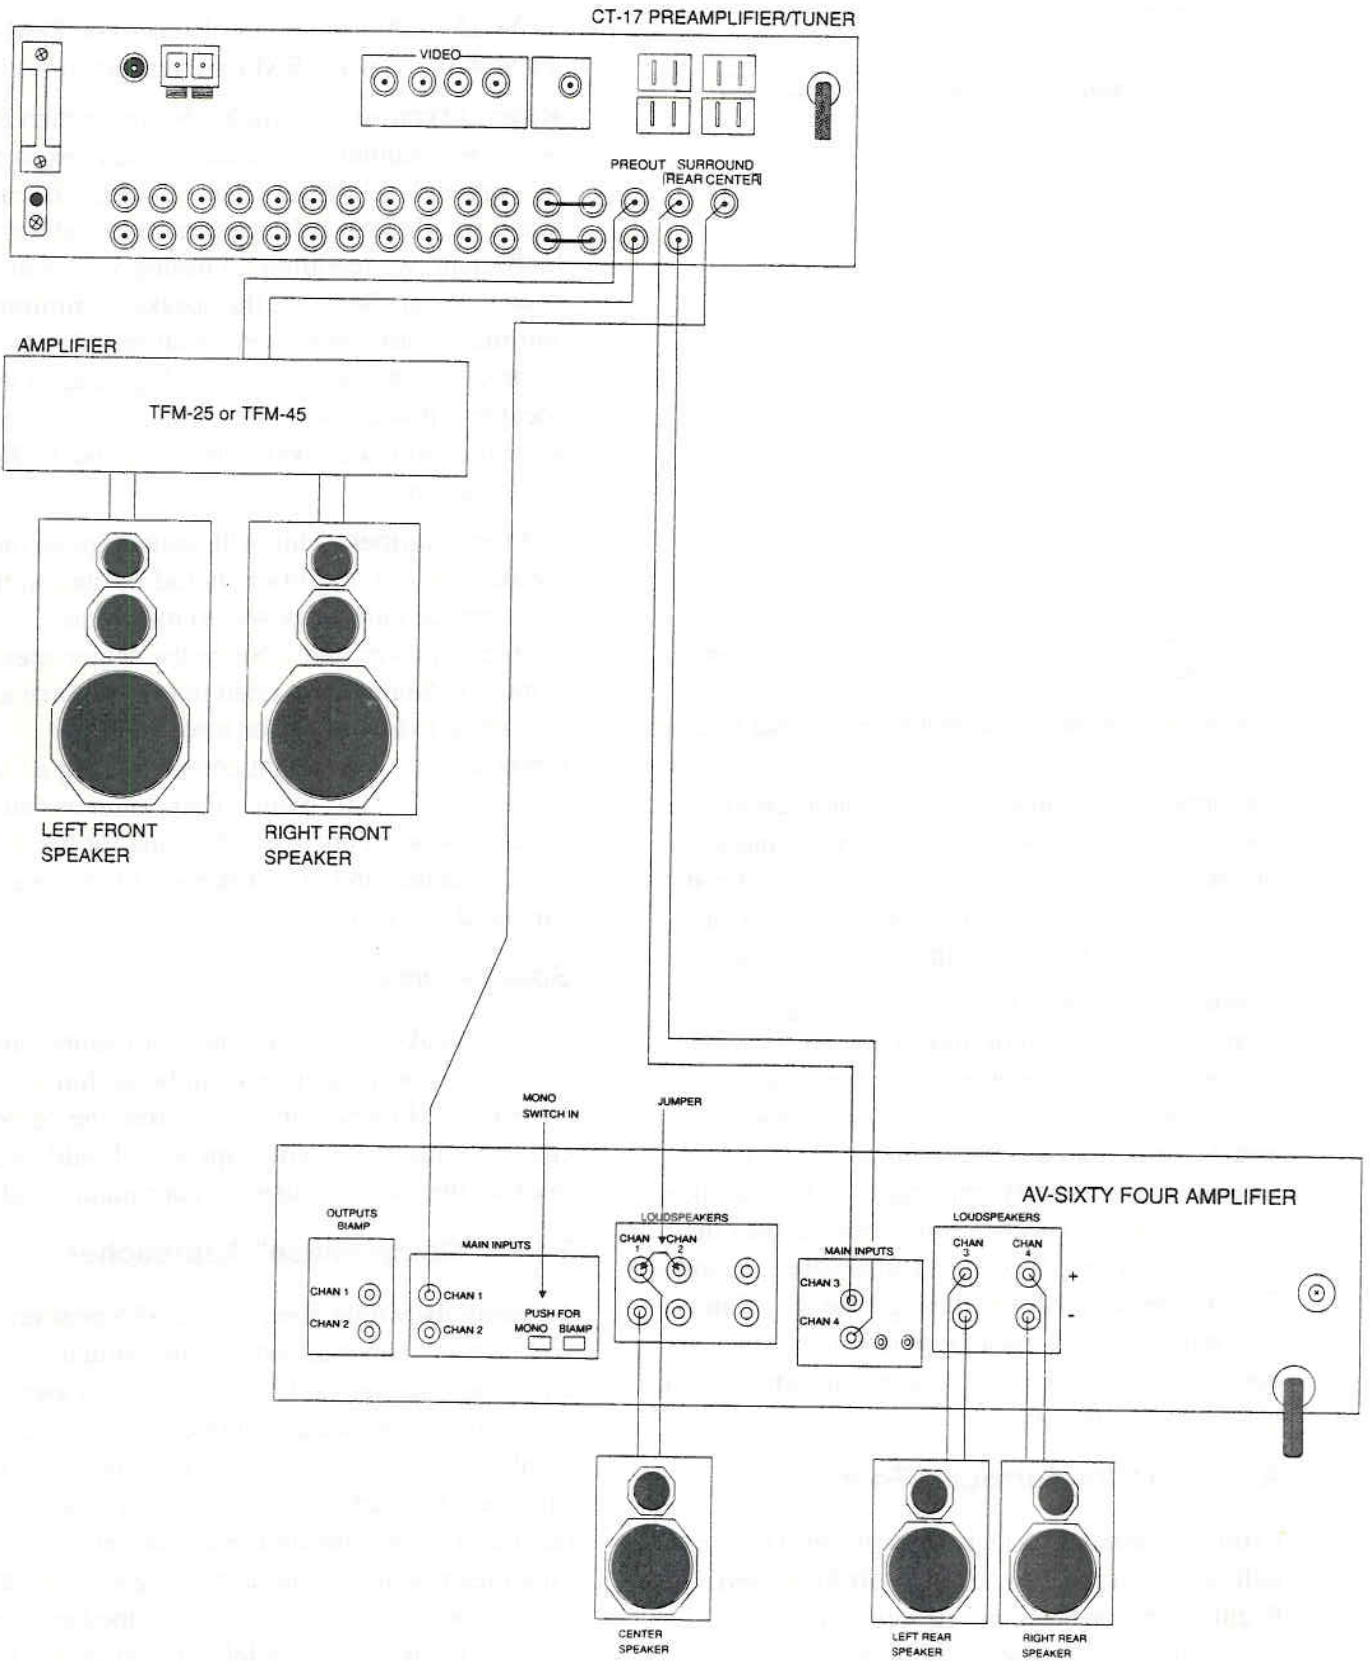 CT-17 PREAMPLIFIER/TUNER
VIDEO
PREOUT SURROUND
REAR CENTER
AMPLIFIER
TFM-25 or TFM-45
LEFT FRONT
SPEAKER
RIGHT FRONT
SPEAKER
MONO
SWITCH IN
JUMPER
AV-SIXTY FOUR AMPLIFIER
OUTPUTS
BIAMP
CHAN 1
CHAN 2
MAIN INPUTS
CHAN 1
CHAN 2
PUSH FOR
MONO BIAMP
LOUDSPEAKERS
CHAN
1
CHAN
2
MAIN INPUTS
CHAN 3
CHAN 4
LOUDSPEAKERS
CHAN
3
CHAN
4
+
-
CENTER
SPEAKER
LEFT REAR
SPEAKER
RIGHT REAR
SPEAKER